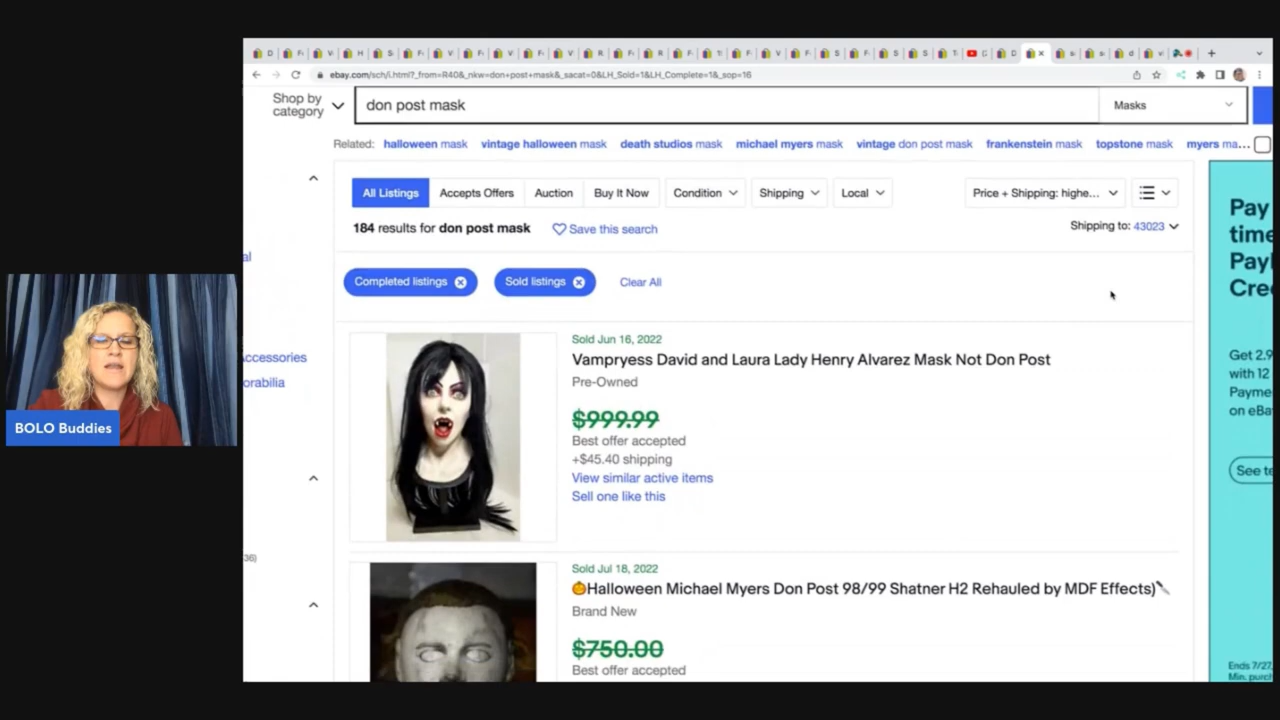 ebay.com/sch/i.html?_from=R40&_nkw=don+post+mask&_sacat=0&LH_Sold=1&LH_Complete=1&_sop=16
Shop by
category
don post mask
Masks
Related: halloween mask vintage halloween mask death studios mask michael myers mask vintage don post mask frankenstein mask topstone mask myers ma...
All Listings Accepts Offers Auction Buy It Now Condition Shipping Local Price + Shipping: highe...
184 results for don post mask Save this search
Shipping to: 43023
Completed listings Sold listings Clear All
Sold Jun 16, 2022
Vampryess David and Laura Lady Henry Alvarez Mask Not Don Post
Pre-Owned
$999.99
Best offer accepted
+$45.40 shipping
View similar active items
Sell one like this
Sold Jul 18, 2022
🎃Halloween Michael Myers Don Post 98/99 Shatner H2 Rehauled by MDF Effects)🔪
Brand New
$750.00
Best offer accepted
al
ccessories
orabilia
36)
BOLO Buddies
Pay
time
Payl
Cre
Get 2.9
with 12
Payme
on eBa
See te
Ends 7/27,
Min. purch